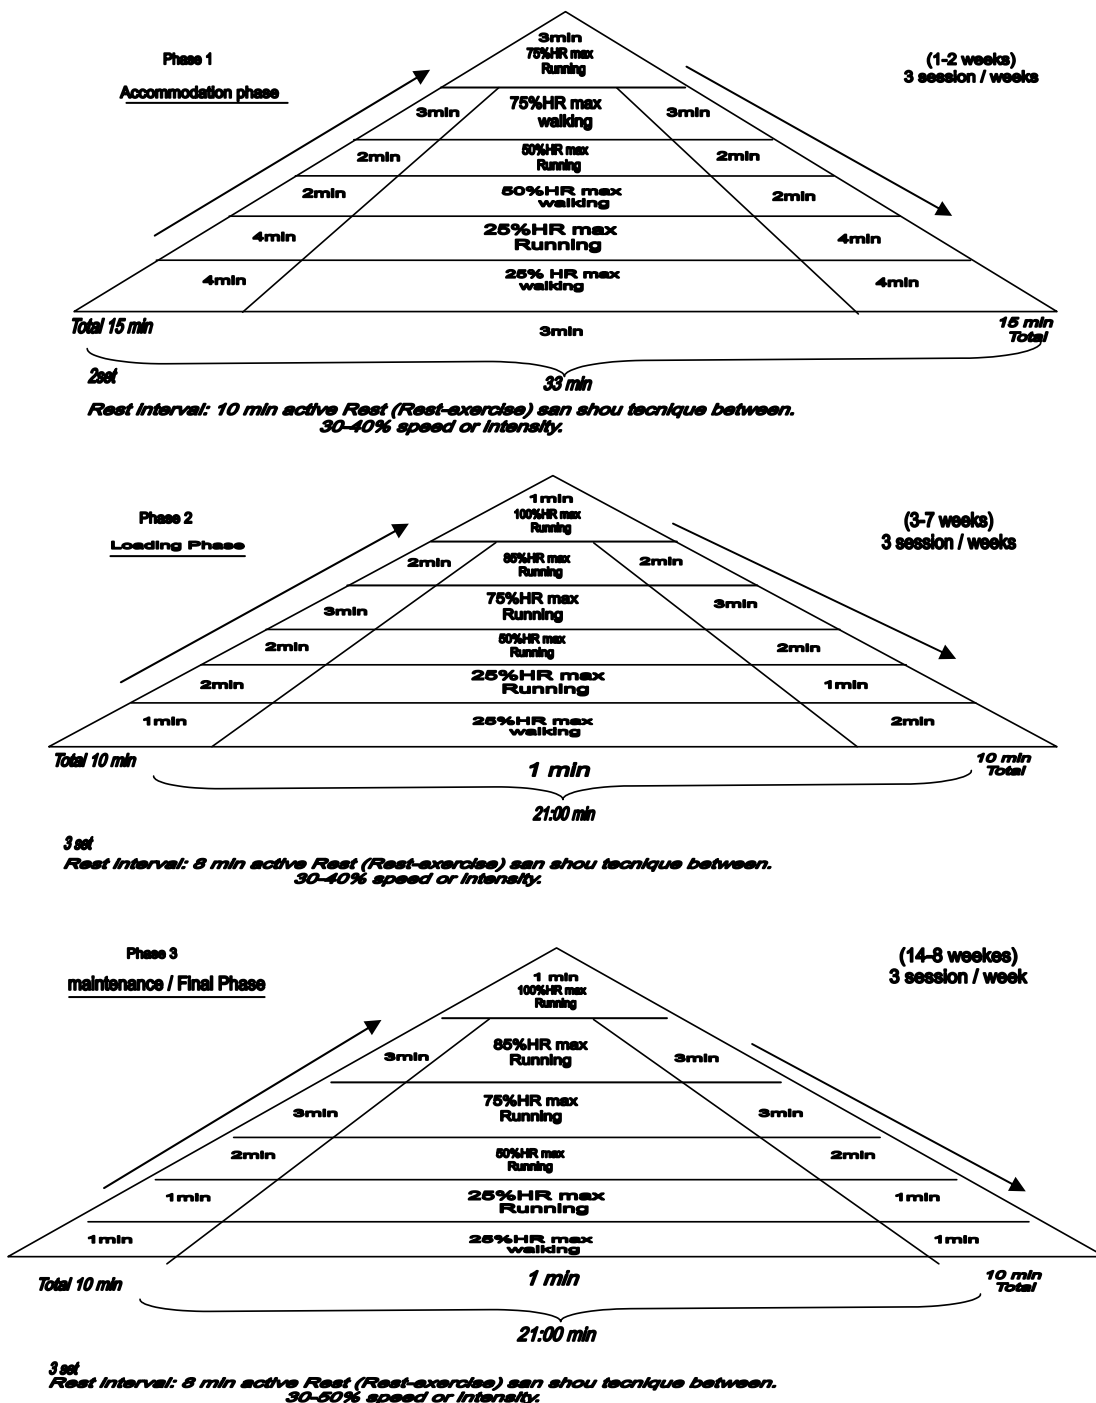 3min
75%HR max
Running
Phase 1
Accommodation phase
(1-2 weeks)
3 session / weeks
3min
75%HR max
walking
3min
2min
50%HR max
Running
2min
2min
50%HR max
walking
2min
4min
25%HR max
Running
4min
4min
25% HR max
walking
4min
Total 15 min
3min
15 min
Total
2set
33 min
Rest Interval: 10 min active Rest (Rest-exercise) san shou tecnique between.
30-40% speed or intensity.
1min
100%HR max
Running
Phase 2
Loading Phase
(3-7 weeks)
3 session / weeks
2min
85%HR max
Running
2min
3min
75%HR max
Running
3min
2min
50%HR max
Running
2min
2min
25%HR max
Running
1min
1min
25%HR max
walking
2min
Total 10 min
1 min
10 min
Total
21:00 min
3 set
Rest Interval: 8 min active Rest (Rest-exercise) san shou tecnique between.
30-40% speed or intensity.
Phase 3
maintenance / Final Phase
1 min
100%HR max
Running
(14-8 weekes)
3 session / week
3min
85%HR max
Running
3min
3min
75%HR max
Running
3min
2min
50%HR max
Running
2min
1min
25%HR max
Running
1min
1min
25%HR max
walking
1min
Total 10 min
1 min
10 min
Total
21:00 min
3 set
Rest Interval: 8 min active Rest (Rest-exercise) san shou tecnique between.
30-50% speed or intensity.